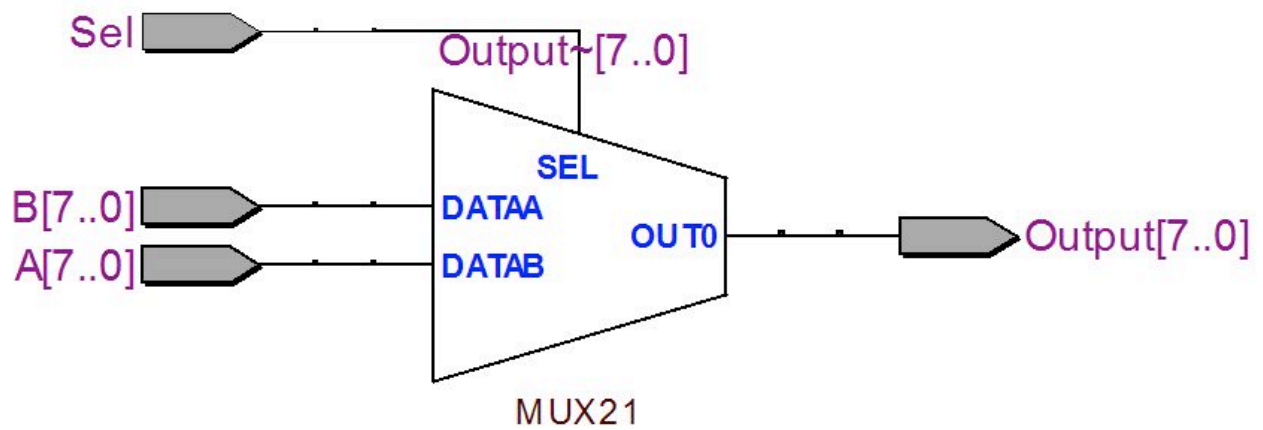 Sel
Output~[7..0]
SEL
B[7..0]
DATAA
OUT0
Output[7..0]
A[7..0]
DATAB
MUX21